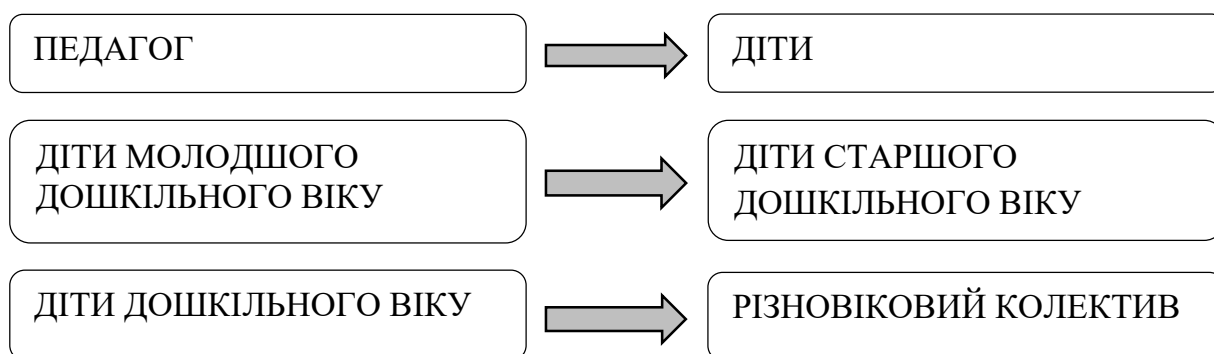 ПЕДАГОГ
ДІТИ
ДІТИ МОЛОДШОГО
ДОШКІЛЬНОГО ВІКУ
ДІТИ СТАРШОГО
ДОШКІЛЬНОГО ВІКУ
ДІТИ ДОШКІЛЬНОГО ВІКУ
РІЗНОВІКОВИЙ КОЛЕКТИВ